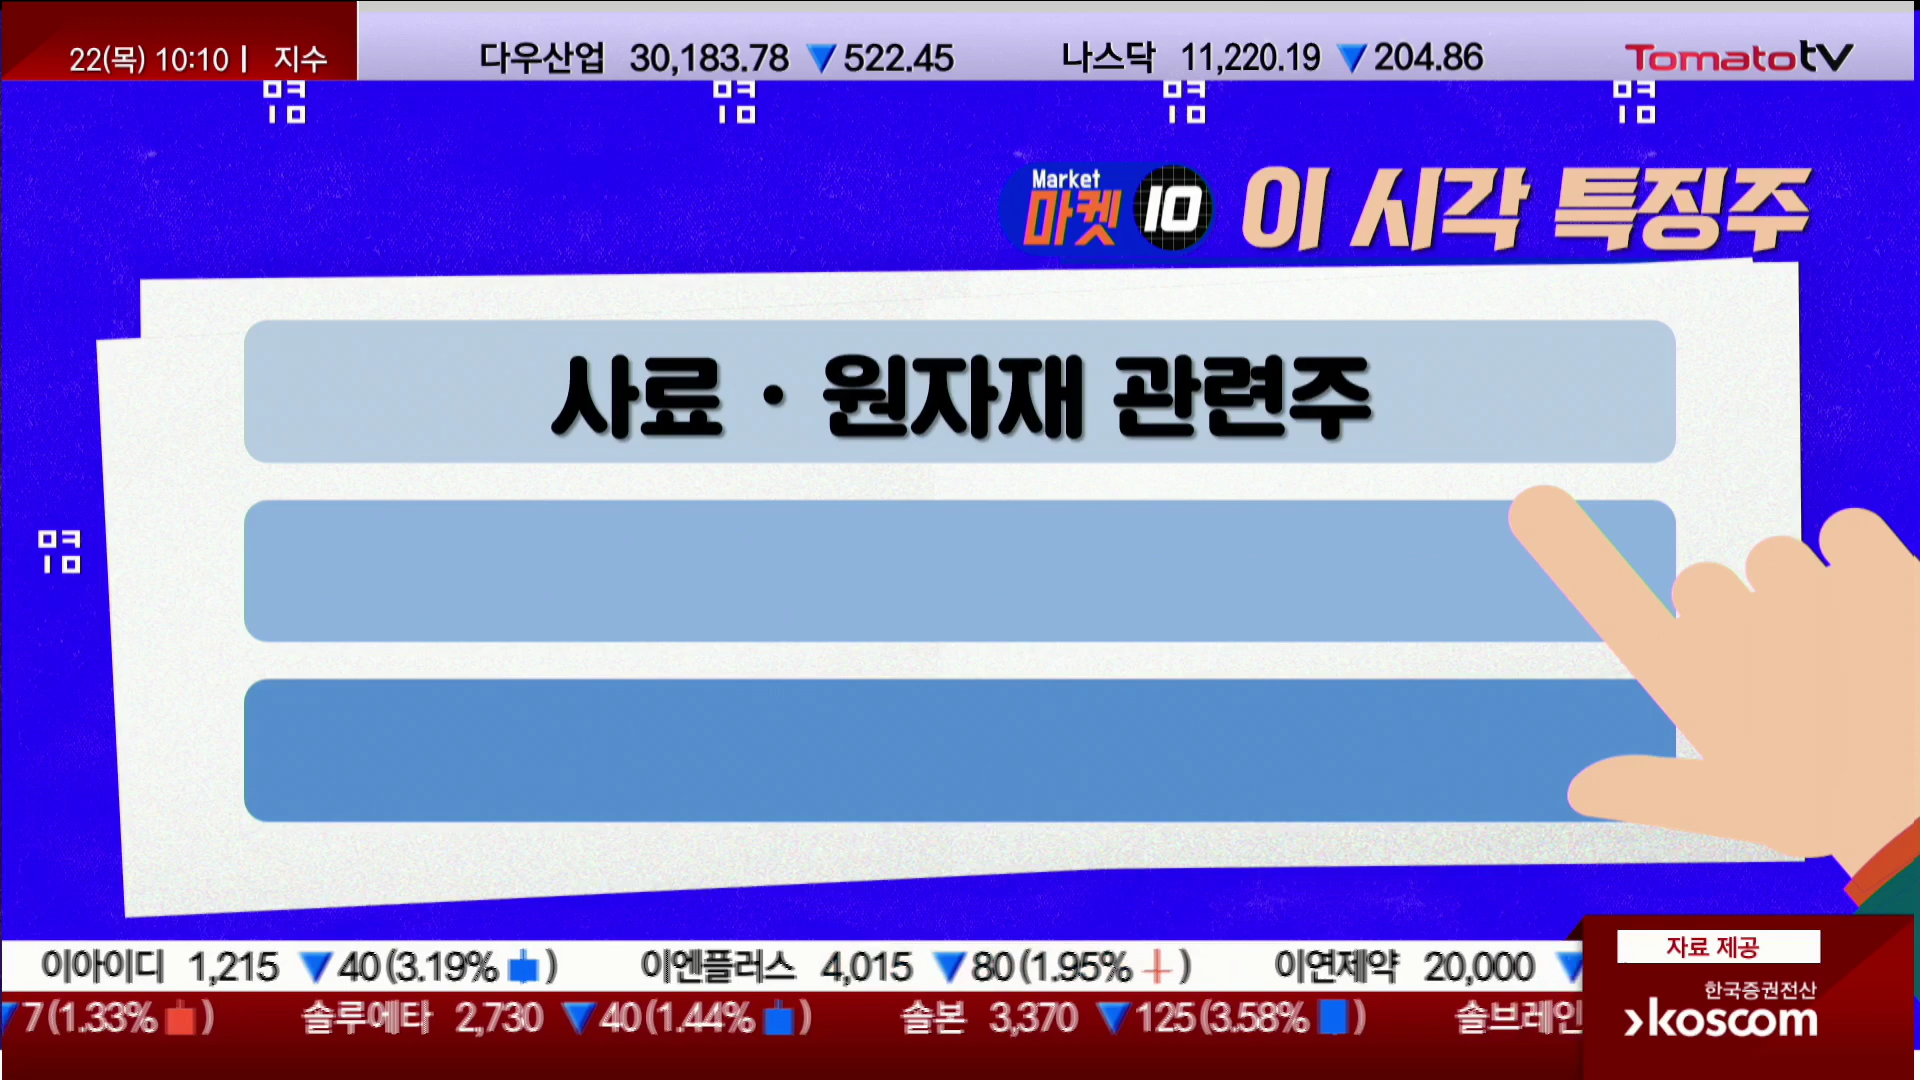 22(목) 10:10 | 지수 다우산업 30,183.78 ▼522.45 나스닥 11,220.19 ▼204.86 Tomato tv
Market
마켓 10 이 시각 특징주
사료 · 원자재 관련주
이아이디 1,215 ▼40(3.19% ) 이엔플러스 4,015 ▼80(1.95% ) 이연제약 20,000 ▼
▼7(1.33% ) 솔루에타 2,730 ▼40(1.44% ) 솔본 3,370 ▼125(3.58% ) 솔브레인
자료 제공
한국증권전산
koscom